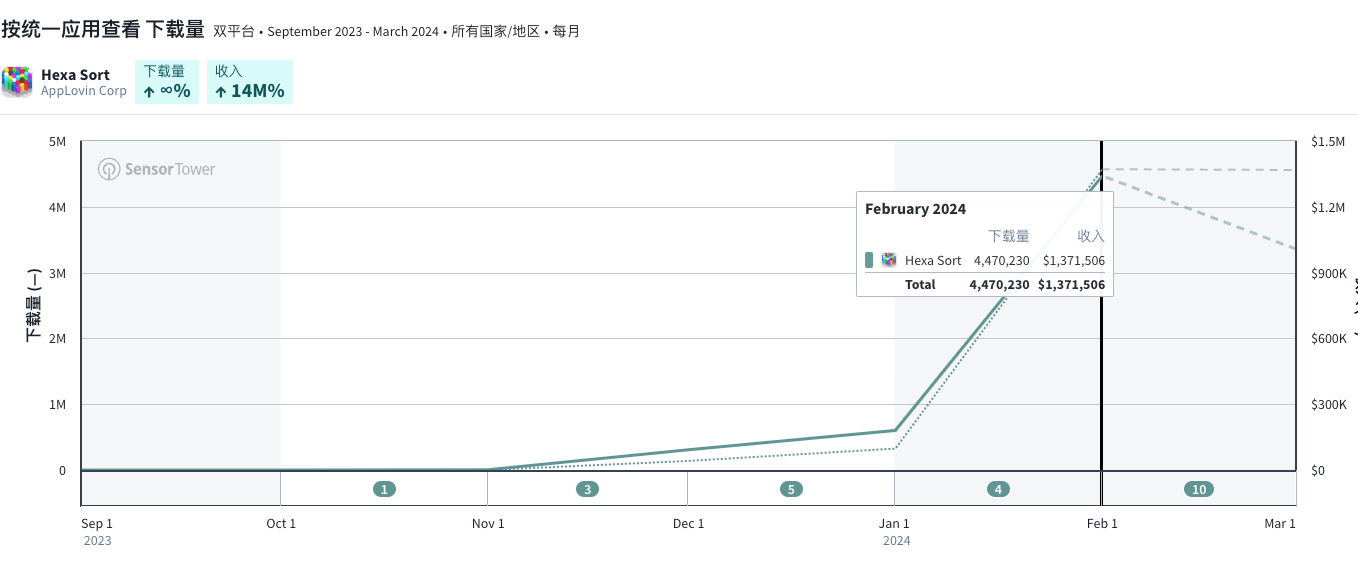 按统一应用查看 下载量 双平台 • September 2023 - March 2024 • 所有国家/地区 • 每月
Hexa Sort
AppLovin Corp
下载量
↑ ∞%
收入
↑ 14M%
5M
4M
3M
2M
1M
0
下载量 (—)
SensorTower
$1.5M
$1.2M
$900K
$600K
$300K
$0
February 2024
下载量 收入
Hexa Sort 4,470,230 $1,371,506
Total 4,470,230 $1,371,506
1 3 5 4 10
Sep 1 Oct 1 Nov 1 Dec 1 Jan 1 Feb 1 Mar 1
2023 2024